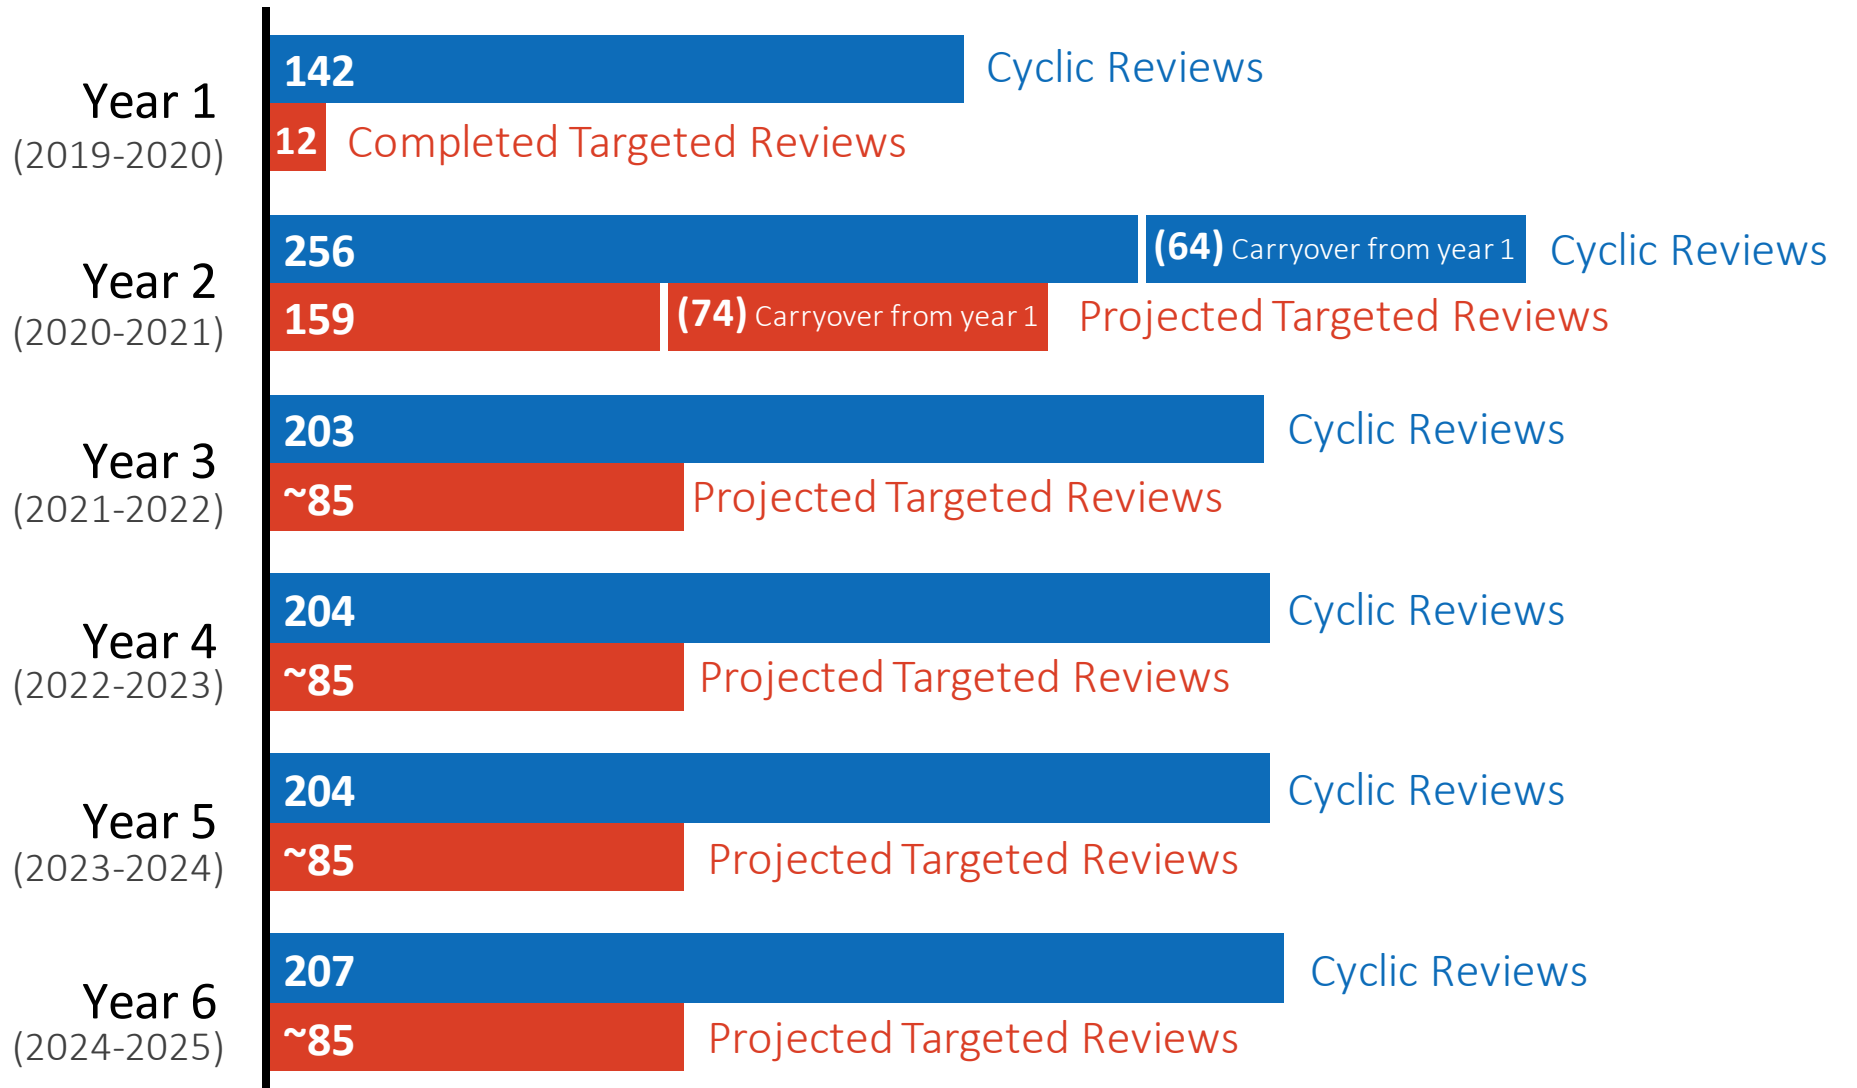 Year 1
(2019-2020)
142 Cyclic Reviews
12 Completed Targeted Reviews
Year 2
(2020-2021)
256 (64) Carryover from year 1 Cyclic Reviews
159 (74) Carryover from year 1 Projected Targeted Reviews
Year 3
(2021-2022)
203 Cyclic Reviews
~85 Projected Targeted Reviews
Year 4
(2022-2023)
204 Cyclic Reviews
~85 Projected Targeted Reviews
Year 5
(2023-2024)
204 Cyclic Reviews
~85 Projected Targeted Reviews
Year 6
(2024-2025)
207 Cyclic Reviews
~85 Projected Targeted Reviews